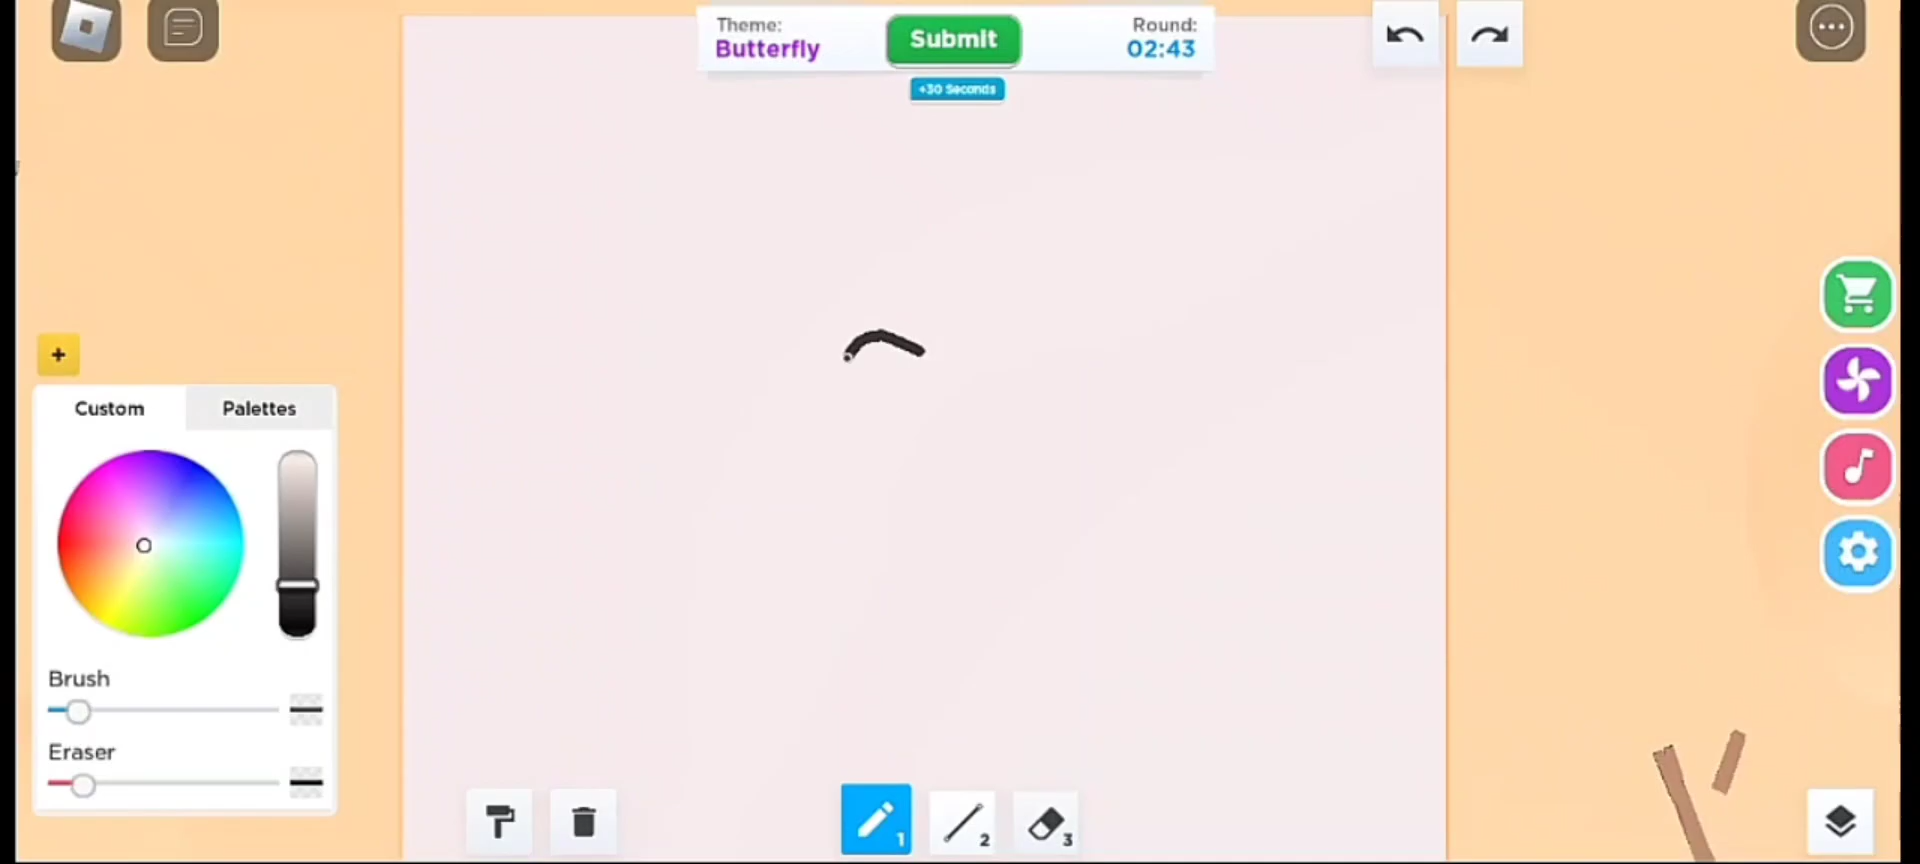 Theme:
Butterfly
Submit
Round:
02:43
+30 Seconds
+
Custom
Palettes
Brush
Eraser
1
2
3